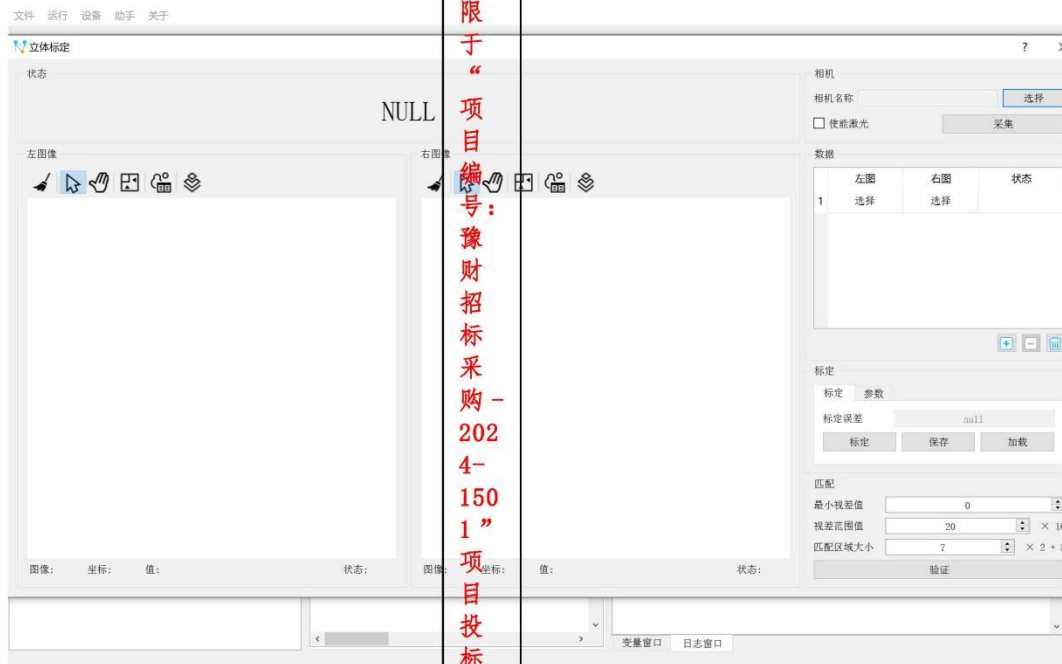 文件 运行 设备 助手 关于
立体标定
?
状态
NULL
左图像
右图像
图像: 坐标: 值: 状态:
图像: 坐标: 值: 状态:
相机
相机名称
选择
使能激光
采集
数据
左图 右图 状态
1 选择 选择
标定
标定 参数
标定误差 null
标定 保存 加载
匹配
最小视差值 0
视差范围值 20
匹配区域大小 7 × 2 +
验证
变量窗口 日志窗口
限
于
“
项
目
编
号:
豫
财
招
标
采
购-
202
4-
150
1”
项
目
投
标